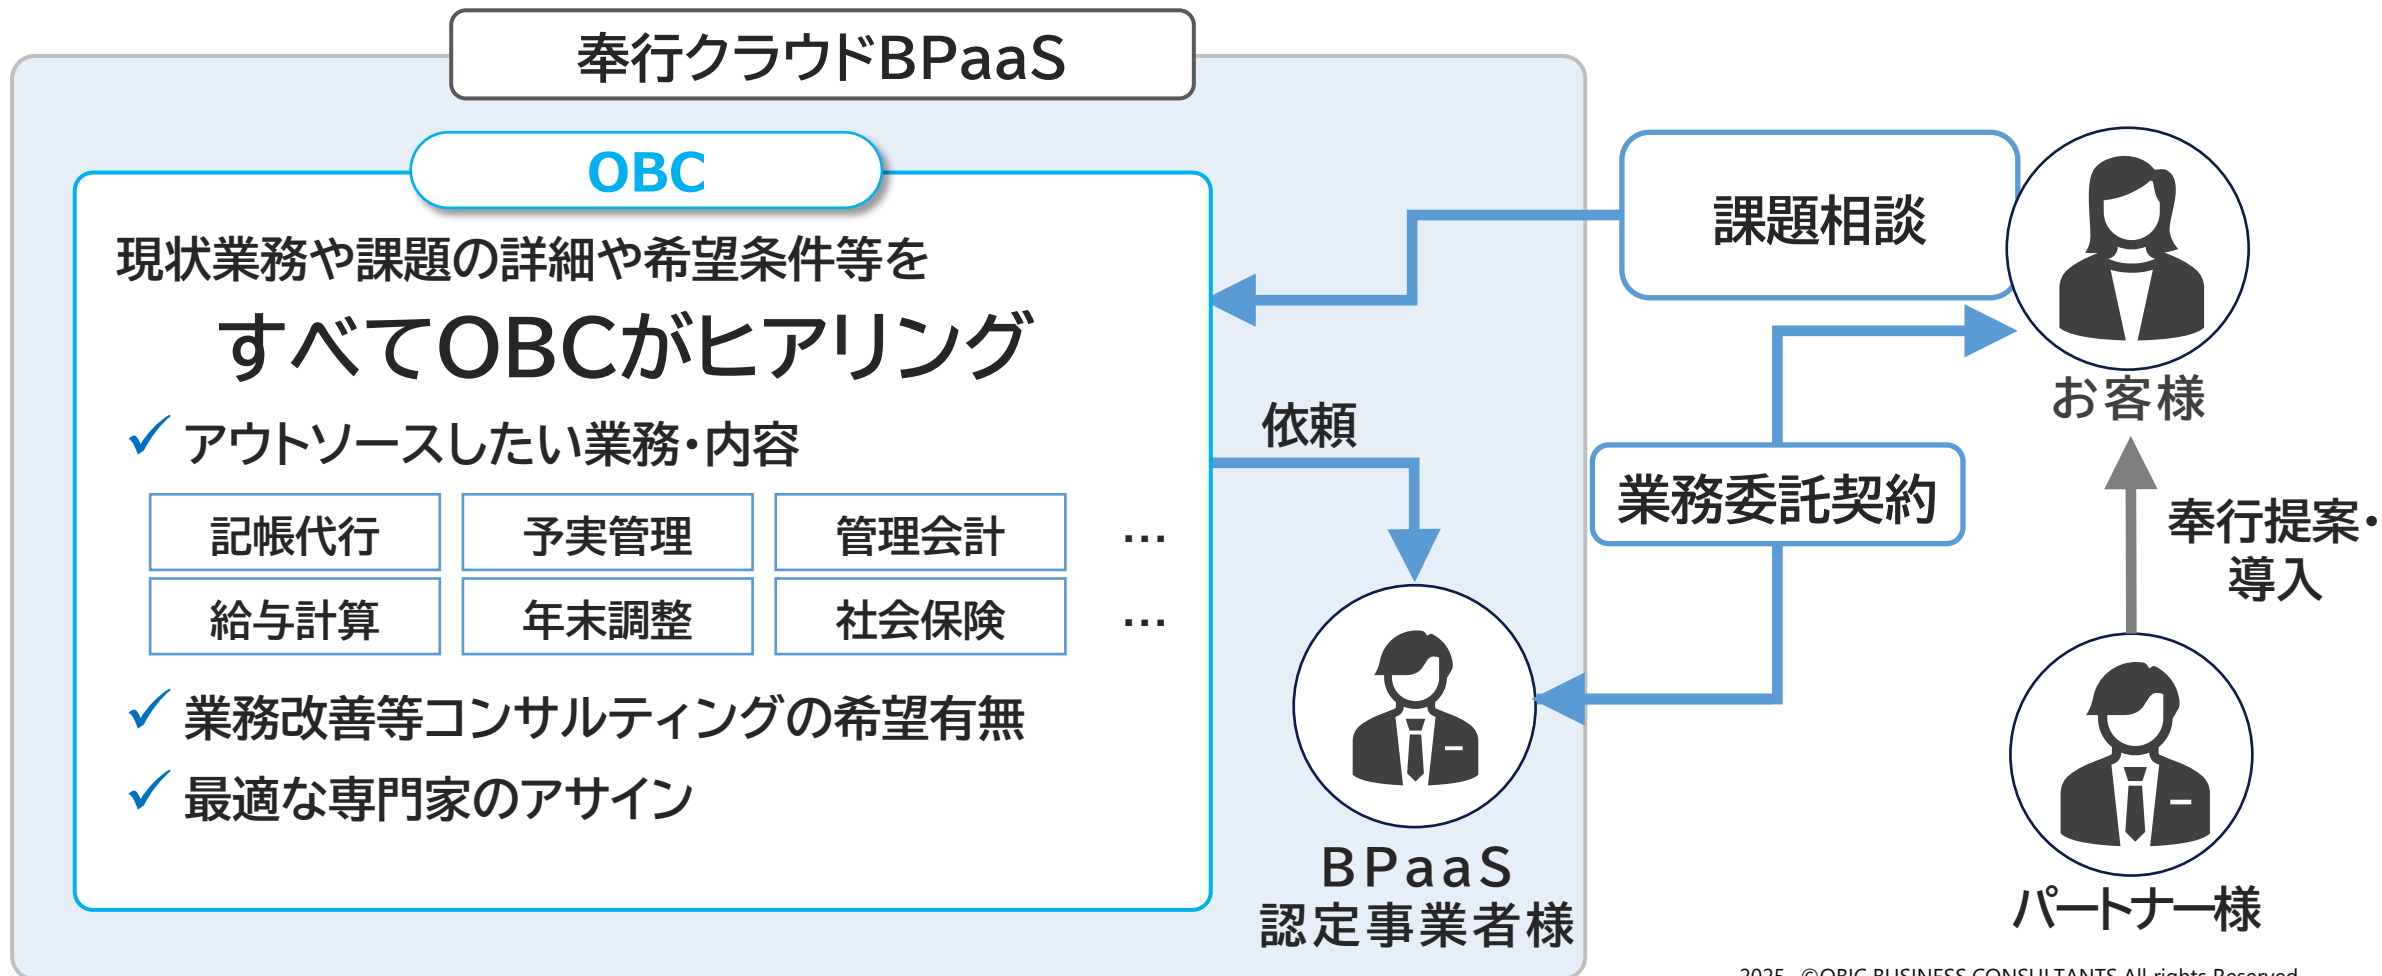 奉行クラウドBPaaS
OBC
現状業務や課題の詳細や希望条件等を
すべてOBCがヒアリング
アウトソースしたい業務・内容
記帳代行
予実管理
管理会計
…
給与計算
年末調整
社会保険
…
業務改善等コンサルティングの希望有無
最適な専門家のアサイン
依頼
BPaaS
認定事業者様
課題相談
お客様
業務委託契約
奉行提案・
導入
パートナー様
2025 ©OBIC BUSINESS CONSULTANTS All rights Reserved